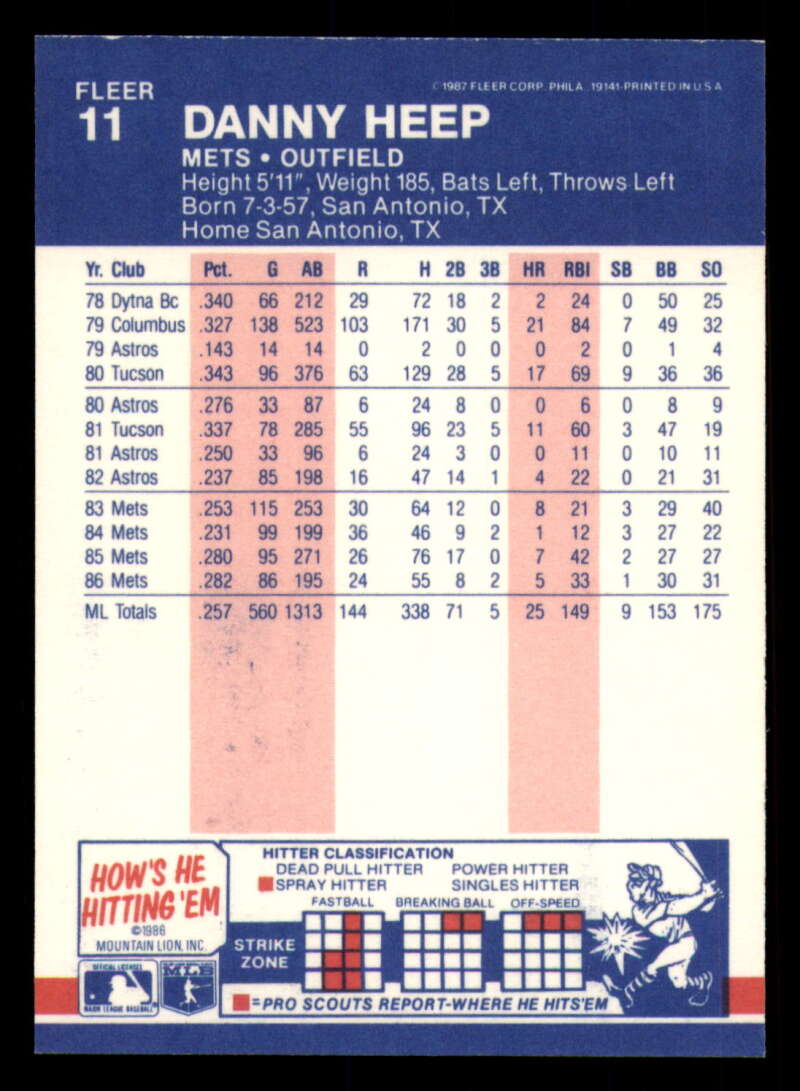 FLEER
© 1987 FLEER CORP. PHILA. 19141-PRINTED IN U.S.A.
11 DANNY HEEP
METS • OUTFIELD
Height 5'11", Weight 185, Bats Left, Throws Left
Born 7-3-57, San Antonio, TX
Home San Antonio, TX
Yr. Club Pct. G AB R H 2B 3B HR RBI SB BB SO
78 Dytna Bc .340 66 212 29 72 18 2 2 24 0 50 25
79 Columbus .327 138 523 103 171 30 5 21 84 7 49 32
79 Astros .143 14 14 0 2 0 0 0 2 0 1 4
80 Tucson .343 96 376 63 129 28 5 17 69 9 36 36
80 Astros .276 33 87 6 24 8 0 0 6 0 8 9
81 Tucson .337 78 285 55 96 23 5 11 60 3 47 19
81 Astros .250 33 96 6 24 3 0 0 11 0 10 11
82 Astros .237 85 198 16 47 14 1 4 22 0 21 31
83 Mets .253 115 253 30 64 12 0 8 21 3 29 40
84 Mets .231 99 199 36 46 9 2 1 12 3 27 22
85 Mets .280 95 271 26 76 17 0 7 42 2 27 27
86 Mets .282 86 195 24 55 8 2 5 33 1 30 31
ML Totals .257 560 1313 144 338 71 5 25 149 9 153 175
HOW'S HE
HITTING 'EM
©1986
MOUNTAIN LION, INC.
HITTER CLASSIFICATION
DEAD PULL HITTER POWER HITTER
SPRAY HITTER SINGLES HITTER
FASTBALL BREAKING BALL OFF-SPEED
STRIKE
ZONE
=PRO SCOUTS REPORT-WHERE HE HITS'EM
OFFICIAL LICENSEE
MAJOR LEAGUE BASEBALL